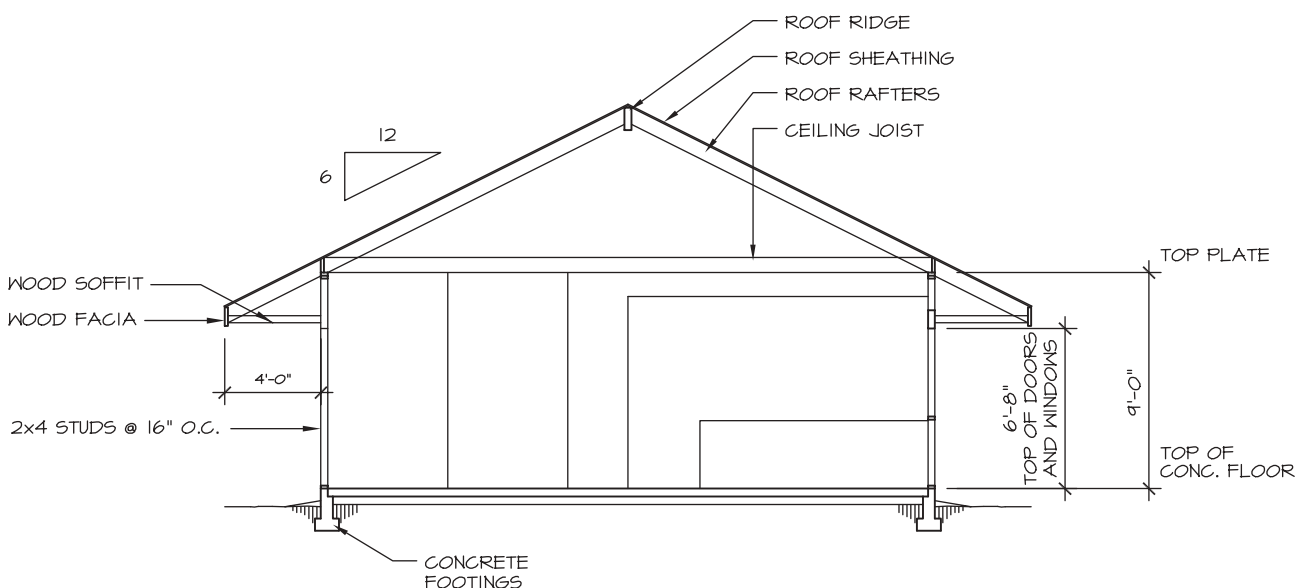 ROOF RIDGE
ROOF SHEATHING
ROOF RAFTERS
CEILING JOIST
12
6
TOP PLATE
WOOD SOFFIT
WOOD FACIA
4'-0"
2x4 STUDS @ 16" O.C.
6'-8"
TOP OF DOORS
AND WINDOWS
9'-0"
TOP OF
CONC. FLOOR
CONCRETE
FOOTINGS